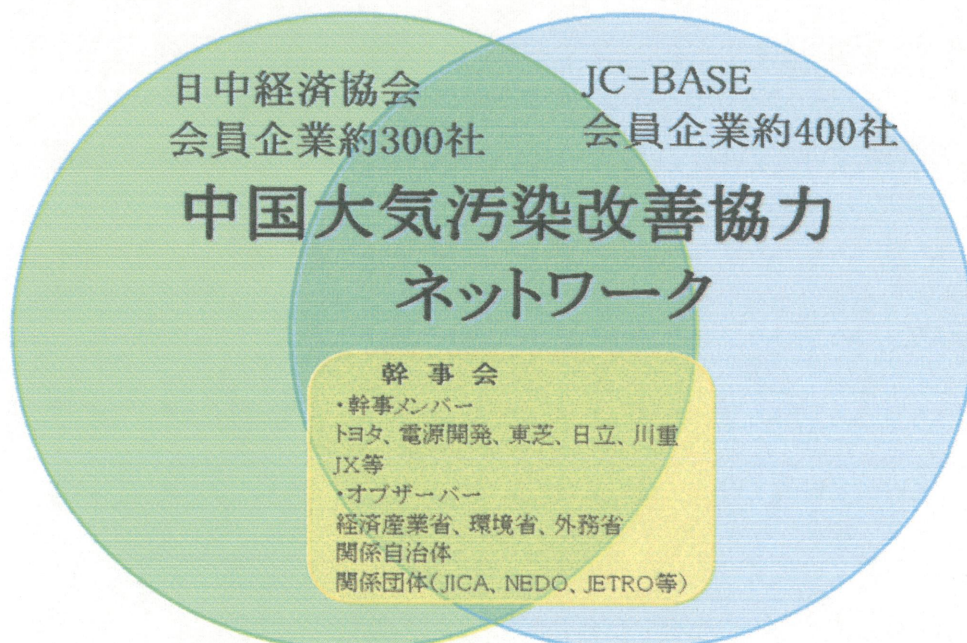 日中経済協会
会員企業約300社
JC-BASE
会員企業約400社
中国大気汚染改善協力
ネットワーク
幹 事 会
・幹事メンバー
トヨタ、電源開発、東芝、日立、川重
JX等
・オブザーバー
経済産業省、環境省、外務省
関係自治体
関係団体(JICA、NEDO、JETRO等)